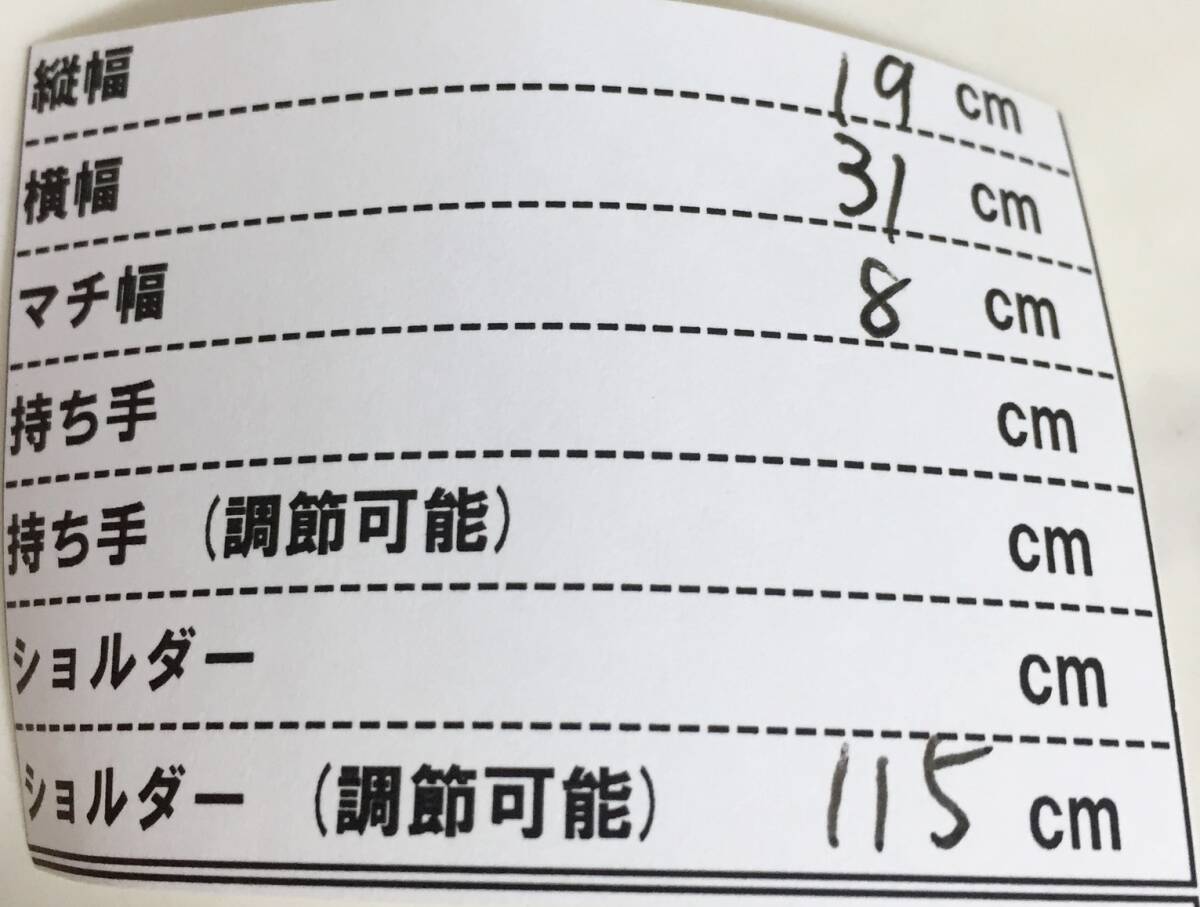 縦幅 19 cm
横幅 31 cm
マチ幅 8 cm
持ち手 cm
持ち手 (調節可能) cm
ショルダー cm
ショルダー (調節可能) 115 cm